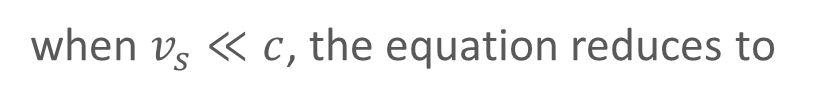 when 𝑣ₛ ≪ 𝑐, the equation reduces to